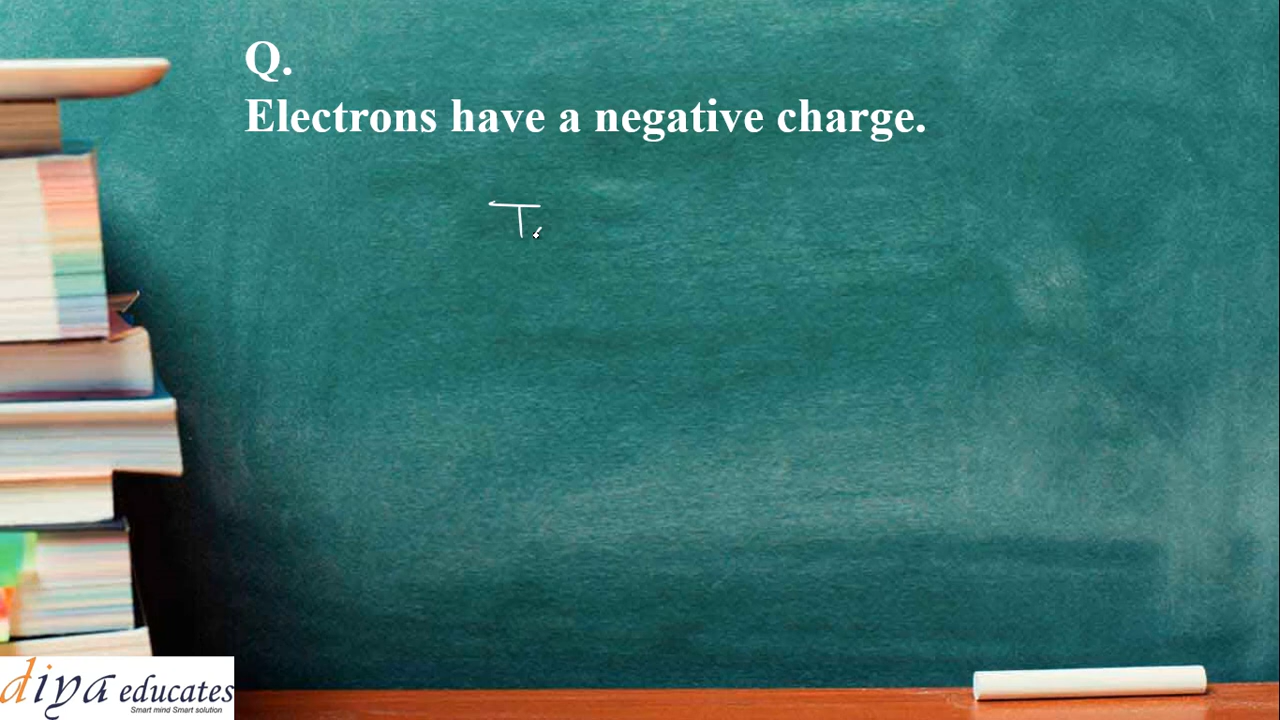 Q.
Electrons have a negative charge.
T
diya educates
Smart mind Smart solution